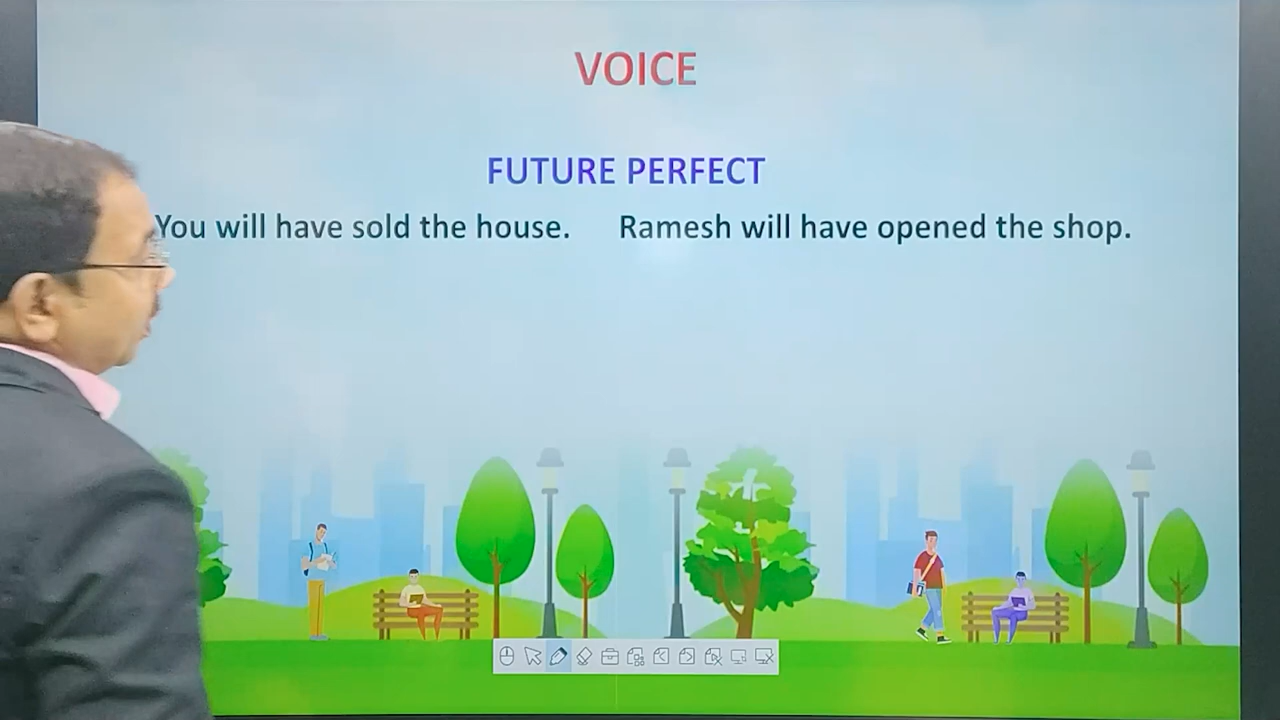 VOICE
FUTURE PERFECT
You will have sold the house. Ramesh will have opened the shop.